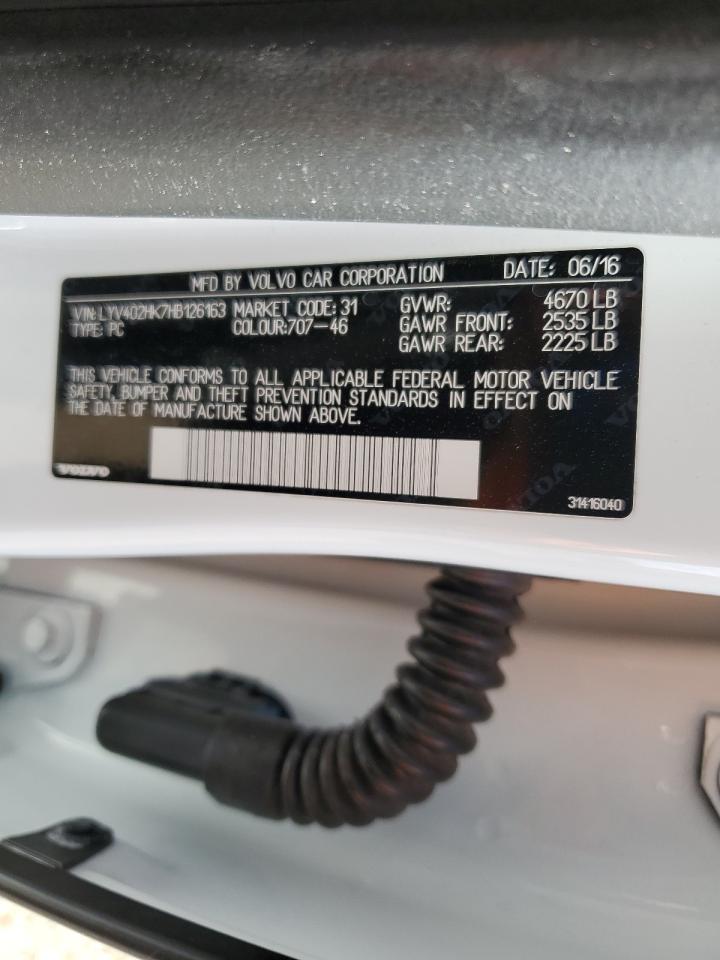 MFD BY VOLVO CAR CORPORATION DATE: 06/16
VIN: LYV402HK7HB126163 MARKET CODE: 31 GVWR: 4670 LB
TYPE: PC COLOUR:707-46 GAWR FRONT: 2535 LB
GAWR REAR: 2225 LB
THIS VEHICLE CONFORMS TO ALL APPLICABLE FEDERAL MOTOR VEHICLE
SAFETY, BUMPER AND THEFT PREVENTION STANDARDS IN EFFECT ON
THE DATE OF MANUFACTURE SHOWN ABOVE.
VOLVO
31416040